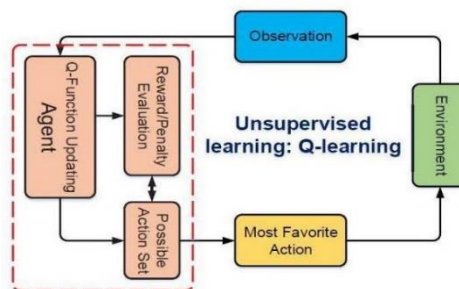 Observation
Q-Function Updating
Agent
Reward/Penalty
Evaluation
Possible
Action Set
Unsupervised
learning: Q-learning
Most Favorite
Action
Environment